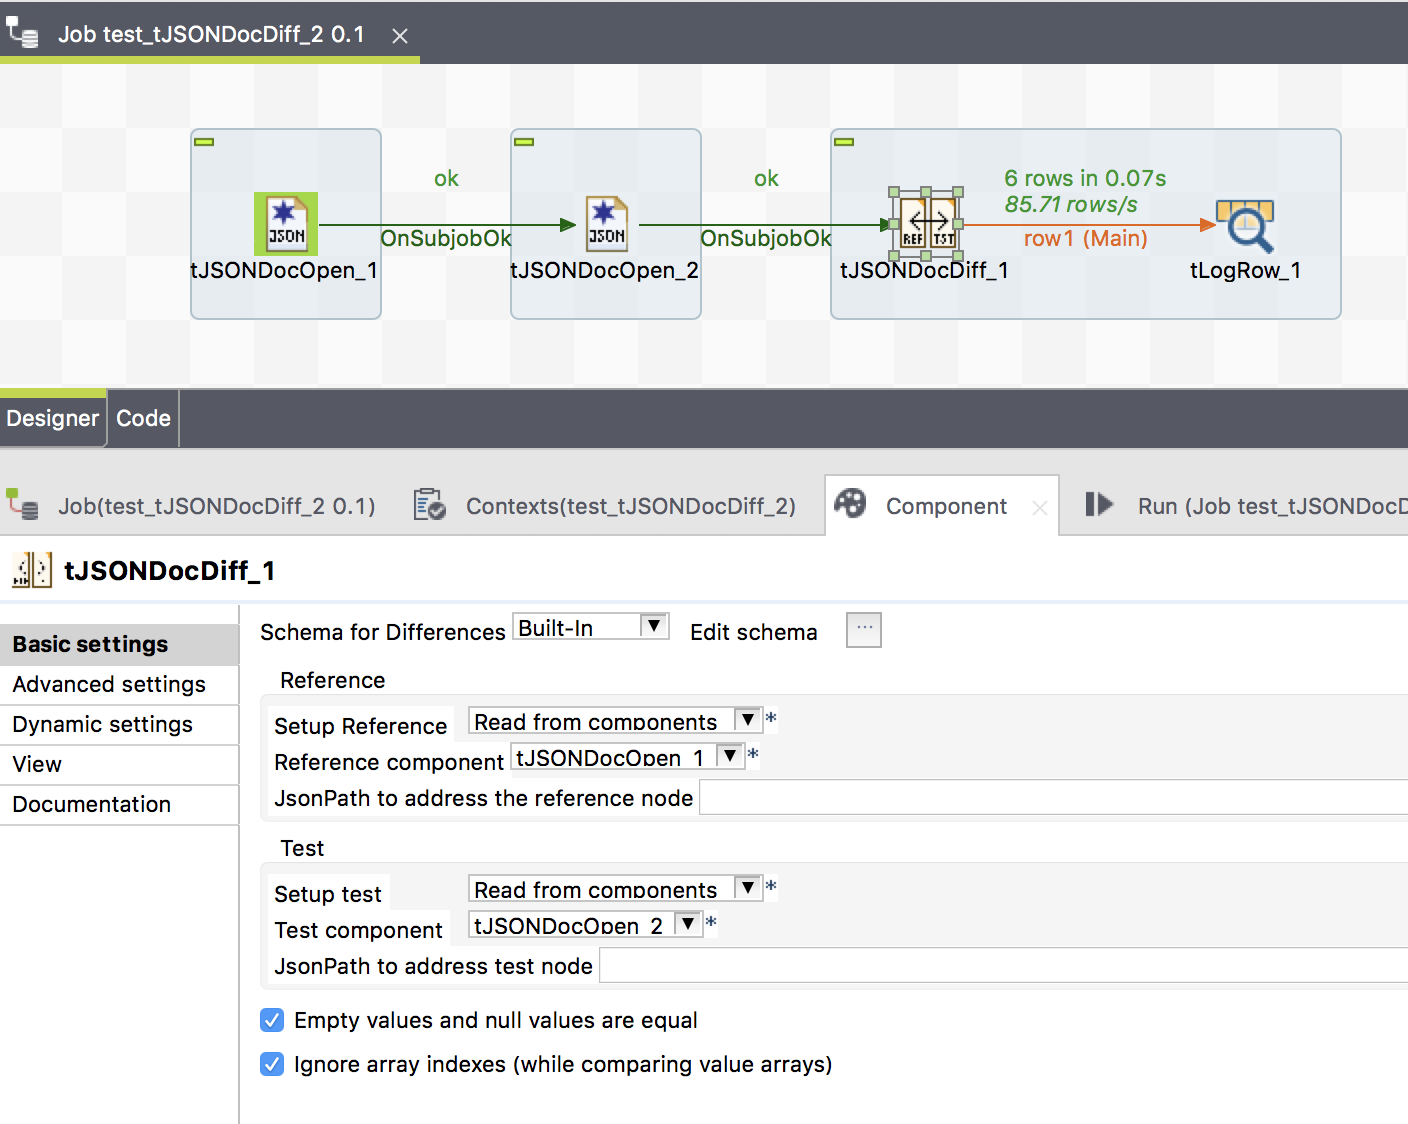 Job test_tJSONDocDiff_2 0.1
ok
ok
6 rows in 0.07s
85.71 rows/s
JSON
JSON
REF TST
OnSubjobOk
OnSubjobOk
row1 (Main)
tJSONDocOpen_1
tJSONDocOpen_2
tJSONDocDiff_1
tLogRow_1
Designer
Code
Job(test_tJSONDocDiff_2 0.1)
Contexts(test_tJSONDocDiff_2)
Component
Run (Job test_tJSONDocD
tJSONDocDiff_1
Basic settings
Advanced settings
Dynamic settings
View
Documentation
Schema for Differences Built-In Edit schema ...
Reference
Setup Reference Read from components *
Reference component tJSONDocOpen_1 *
JsonPath to address the reference node
Test
Setup test Read from components *
Test component tJSONDocOpen_2 *
JsonPath to address test node
Empty values and null values are equal
Ignore array indexes (while comparing value arrays)